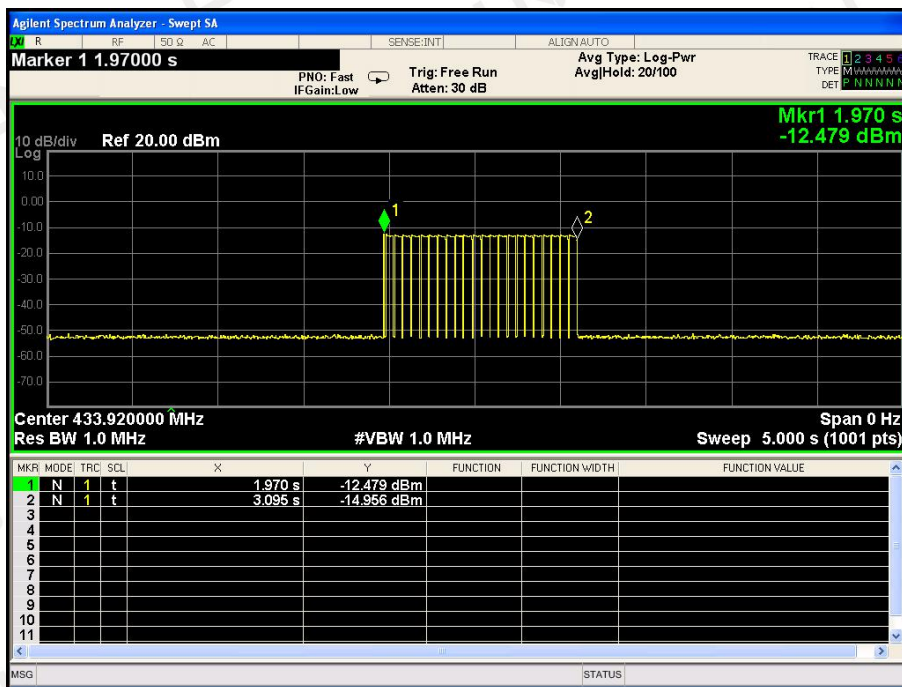 Agilent Spectrum Analyzer - Swept SA
LXI R RF 50 Ω AC SENSE:INT ALIGN AUTO
Marker 1 1.97000 s
PNO: Fast
IFGain:Low
Trig: Free Run
Atten: 30 dB
Avg Type: Log-Pwr
Avg|Hold: 20/100
TRACE 1 2 3 4 5 6
TYPE M
DET P N N N N N
Mkr1 1.970 s
-12.479 dBm
10 dB/div Ref 20.00 dBm
Log
10.0
0.00
-10.0
-20.0
-30.0
-40.0
-50.0
-60.0
-70.0
1
2
Center 433.920000 MHz Span 0 Hz
Res BW 1.0 MHz #VBW 1.0 MHz Sweep 5.000 s (1001 pts)
MKR MODE TRC SCL X Y FUNCTION FUNCTION WIDTH FUNCTION VALUE
1 N 1 t 1.970 s -12.479 dBm
2 N 1 t 3.095 s -14.956 dBm
3
4
5
6
7
8
9
10
11
MSG STATUS